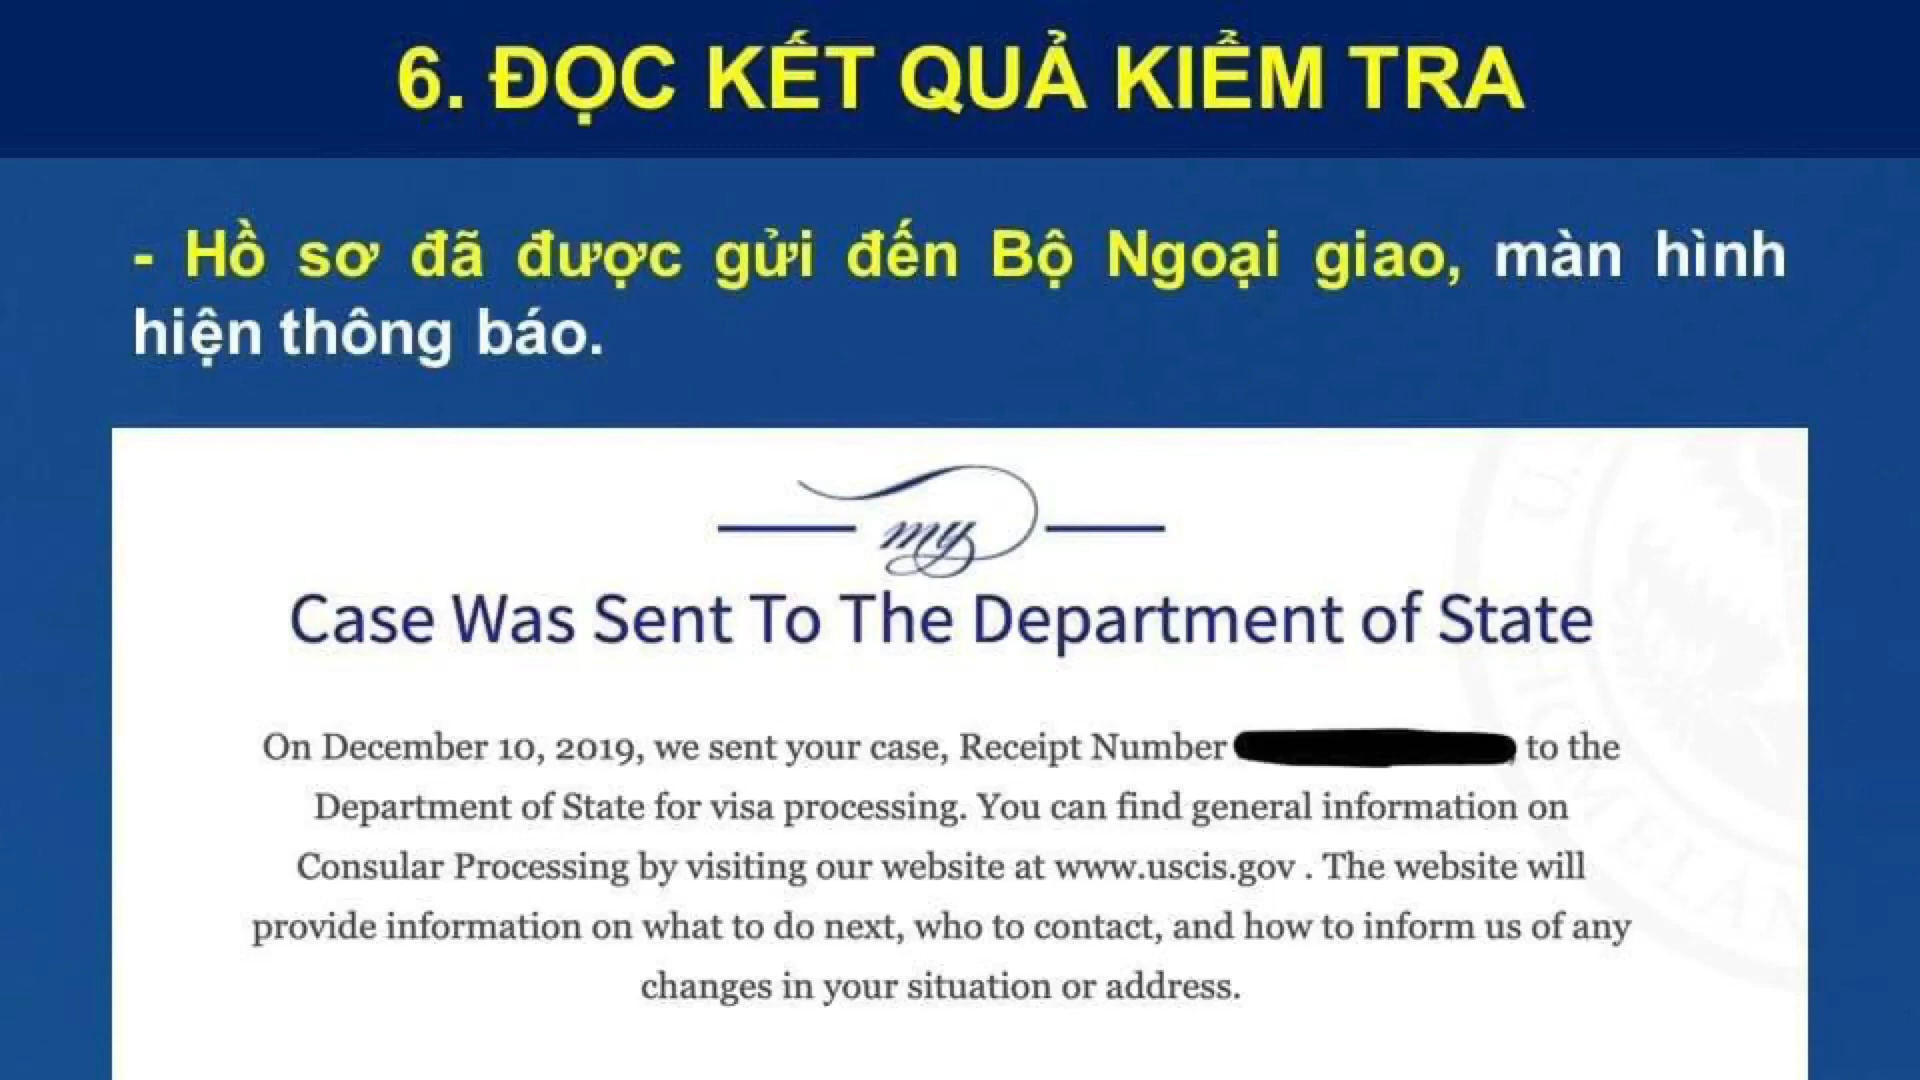 6. ĐỌC KẾT QUẢ KIỂM TRA
- Hồ sơ đã được gửi đến Bộ Ngoại giao, màn hình
hiện thông báo.
my
Case Was Sent To The Department of State
On December 10, 2019, we sent your case, Receipt Number , to the
Department of State for visa processing. You can find general information on
Consular Processing by visiting our website at www.uscis.gov . The website will
provide information on what to do next, who to contact, and how to inform us of any
changes in your situation or address.